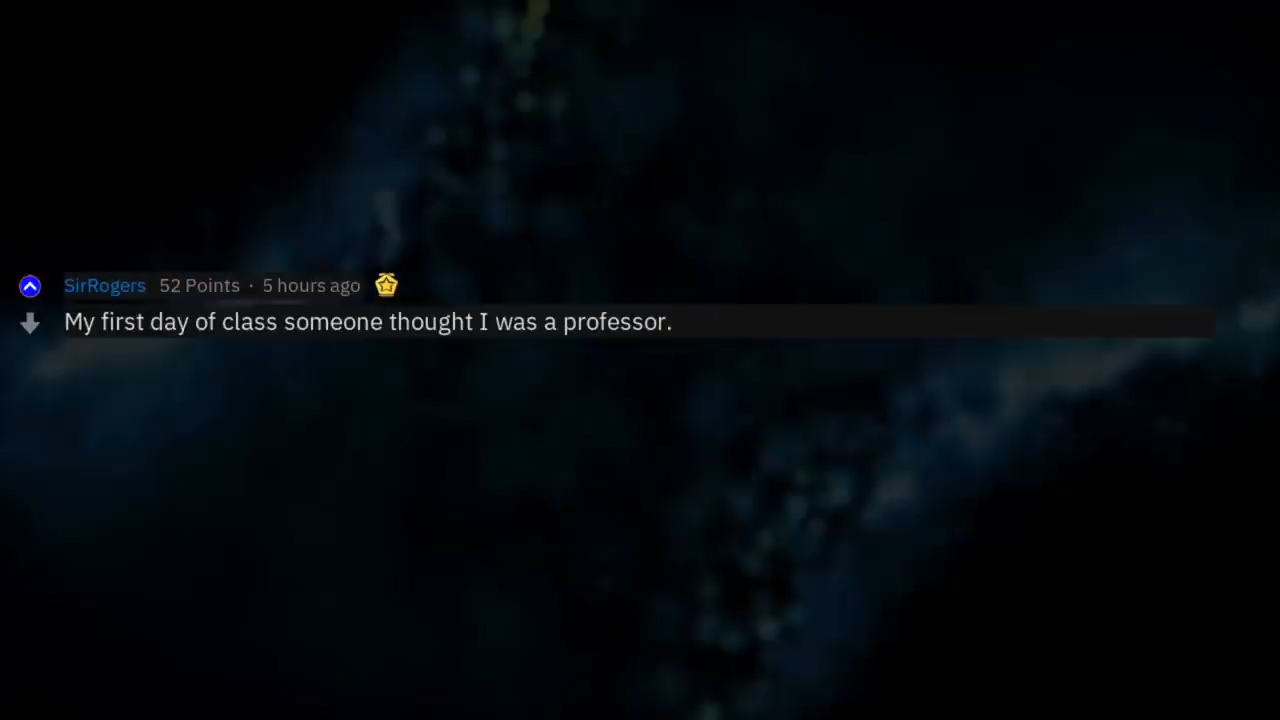 SirRogers 52 Points · 5 hours ago
My first day of class someone thought I was a professor.